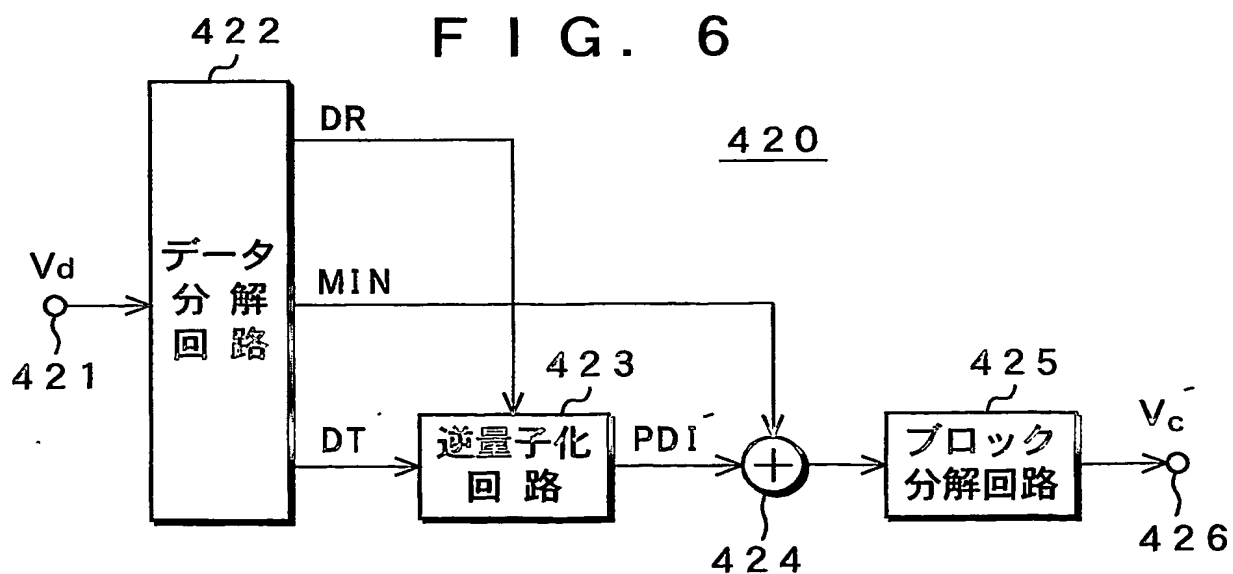 FIG. 6
422
420
DR
データ
分解
回路
Vd
421
MIN
423
DT
逆量子化
回路
PDI´
424
425
ブロック
分解回路
Vc´
426